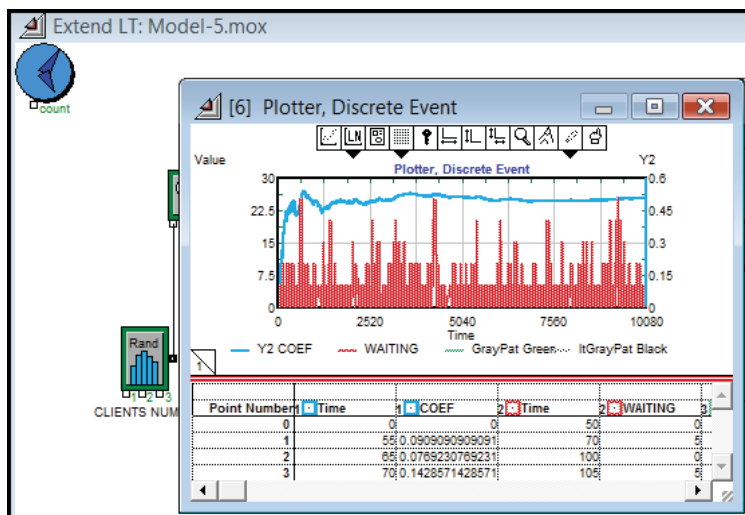 Extend LT: Model-5.mox
count
[6] Plotter, Discrete Event
LN
Value
Plotter, Discrete Event
Y2
30
22.5
15
7.5
0
0.6
0.45
0.3
0.15
0
0 2520 5040 7560 10080
Time
Y2 COEF WAITING GrayPat Green ltGrayPat Black
1
Rand
1 2 3
CLIENTS NUM
Point Number 1 Time 1 COEF 2 Time 2 WAITING 3
0 0 0 50 0
1 55 0.0909090909091 70 5
2 65 0.0769230769231 100 0
3 70 0.1428571428571 105 5